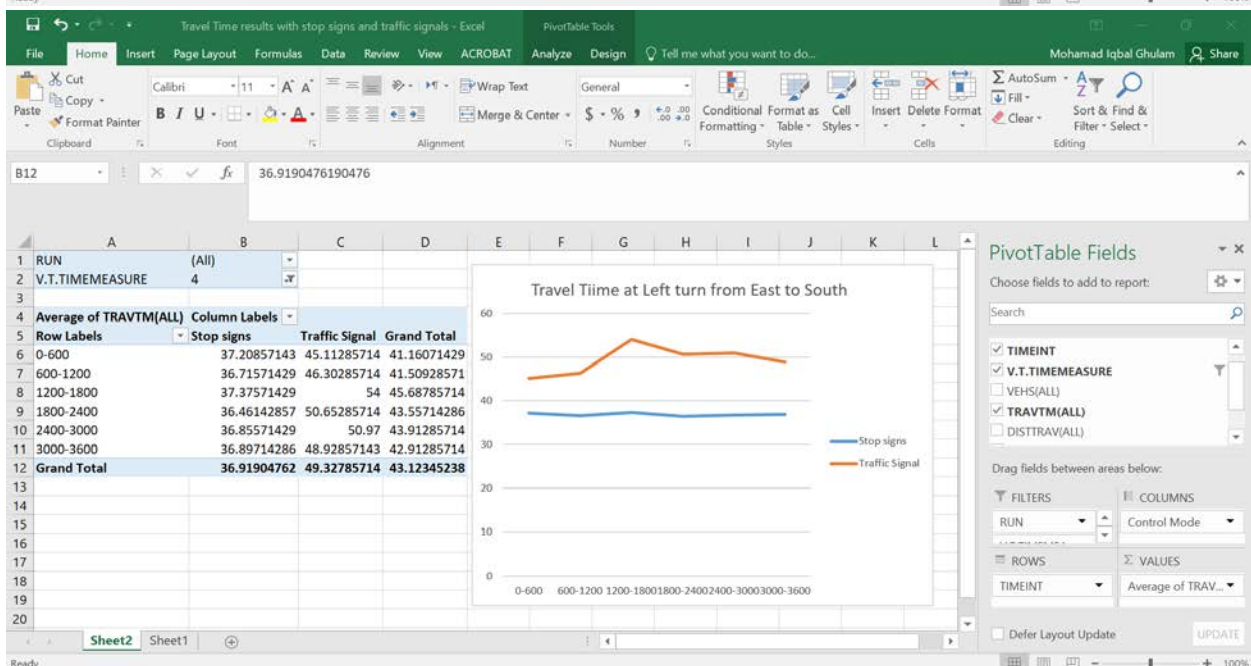 Ready 100%
Travel Time results with stop signs and traffic signals - Excel PivotTable Tools
File Home Insert Page Layout Formulas Data Review View ACROBAT Analyze Design Tell me what you want to do... Mohamad Iqbal Ghulam Share
Paste
Cut
Copy
Format Painter
Clipboard
Calibri 11 A A
B I U A
Font
Wrap Text
Merge & Center
Alignment
General
$ % , .0 .00 .00 .0
Number
Conditional Formatting
Format as Table
Cell Styles
Styles
Insert Delete Format
Cells
Σ AutoSum
Fill
Clear
Sort & Filter
Find & Select
Editing
B12 fx 36.9190476190476
A B C D E F G H I J K L
1 RUN (All)
2 V.T.TIMEMEASURE 4
3
4 Average of TRAVTM(ALL) Column Labels
5 Row Labels Stop signs Traffic Signal Grand Total
6 0-600 37.20857143 45.11285714 41.16071429
7 600-1200 36.71571429 46.30285714 41.50928571
8 1200-1800 37.37571429 54 45.68785714
9 1800-2400 36.46142857 50.65285714 43.55714286
10 2400-3000 36.85571429 50.97 43.91285714
11 3000-3600 36.89714286 48.92857143 42.91285714
12 Grand Total 36.91904762 49.32785714 43.12345238
13
14
15
16
17
18
19
20
Travel Tiime at Left turn from East to South
60
50
40
30
20
10
0
0-600 600-1200 1200-1800 1800-2400 2400-3000 3000-3600
Stop signs
Traffic Signal
PivotTable Fields
Choose fields to add to report:
Search
TIMEINT
V.T.TIMEMEASURE
VEHS(ALL)
TRAVTM(ALL)
DISTTRAV(ALL)
Drag fields between areas below:
FILTERS
RUN
COLUMNS
Control Mode
ROWS
TIMEINT
Σ VALUES
Average of TRAV...
Defer Layout Update UPDATE
Sheet2 Sheet1
Ready 100%